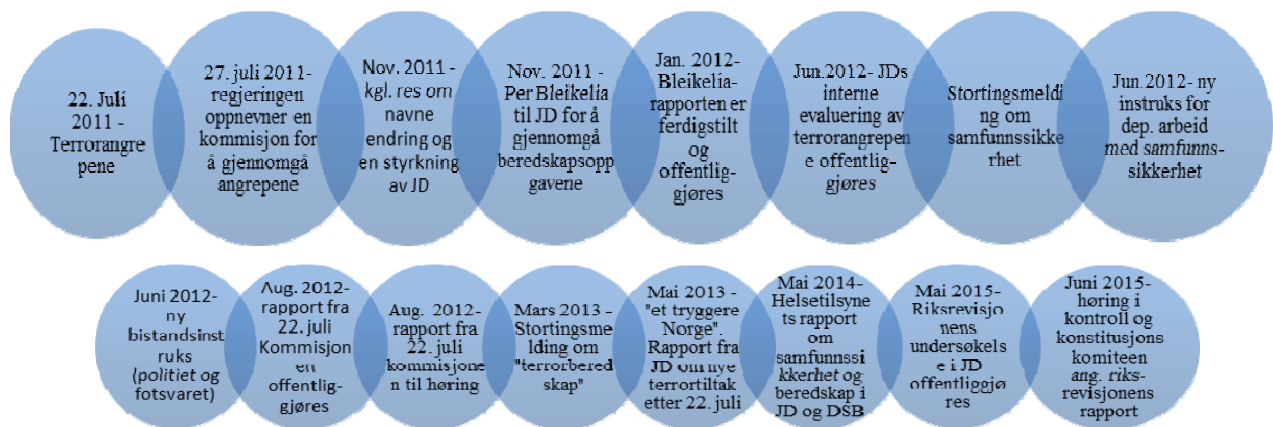 22. Juli
2011 -
Terrorangre
pene
27. juli 2011-
regjeringen
oppnevner en
kommisjon for
å gjennomgå
angrepene
Nov. 2011 -
kgl. res om
navne
endring og
en styrkning
av JD
Nov. 2011 -
Per Bleikelia
til JD for å
gjennomgå
beredskapsopp
gavene
Jan. 2012-
Bleikelia-
rapporten er
ferdigstilt
og
offentlig-
gjøres
Jun.2012- JDs
interne
evaluering av
terrorangrepen
e offentlig-
gjøres
Stortingsmeldi
ng om
samfunnssikke
rhet
Jun.2012- ny
instruks for
dep. arbeid
med samfunns-
sikkerhet
Juni 2012-
ny
bistandsinst
ruks
(politiet og
fotsvaret)
Aug. 2012-
rapport fra
22. juli
Kommisjon
en
offentlig-
gjøres
Aug. 2012-
rapport fra
22. juli
kommisjone
n til høring
Mars 2013 -
Stortingsme
lding om
"terrorbered
skap"
Mai 2013 -
"et tryggere
Norge".
Rapport fra
JD om nye
terrortiltak
etter 22. juli
Mai 2014-
Helsetilsyne
ts rapport
om
samfunnssi
kkerhet og
beredskap i
JD og DSB
Mai 2015-
Riksrevisjo
nens
undersøkels
e i JD
offentliggjø
res
Juni 2015-
høring i
kontroll og
konstitusjons
komiteen
ang. riks-
revisjonens
rapport